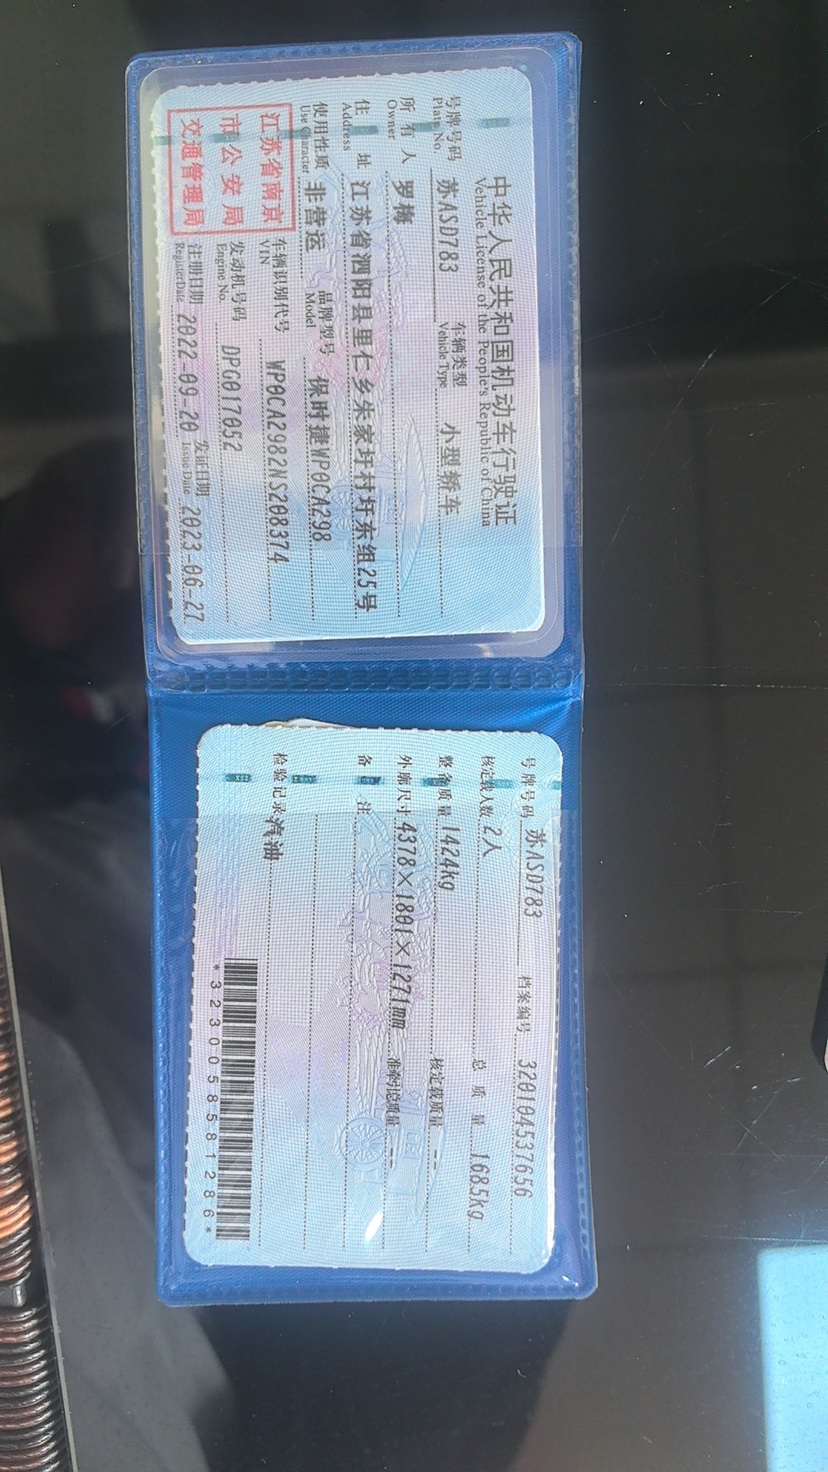 中华人民共和国机动车行驶证
Vehicle License of the People's Republic of China
号牌号码 苏ASD783 车辆类型 小型轿车
Plate No. Vehicle Type
所有人 罗梅
Owner
住址 江苏省泗阳县里仁乡朱家圩村圩东组25号
Address
使用性质 非营运 品牌型号 保时捷WP0CA298
Use Character Model
江苏省南京
市公安局
交通管理局
车辆识别代号 WP0CA2982NS208374
VIN
发动机号码 DPG017052
Engine No.
注册日期 2022-09-20 发证日期 2023-06-27
Register Date Issue Date
号牌号码 苏ASD783 档案编号 320104537656
核定载人数 2人 总质量 1685kg
整备质量 1424kg 核定载质量 --
外廓尺寸 4378×1801×1271mm 准牵引总质量 --
备注
检验记录 汽油
*3230058581286*